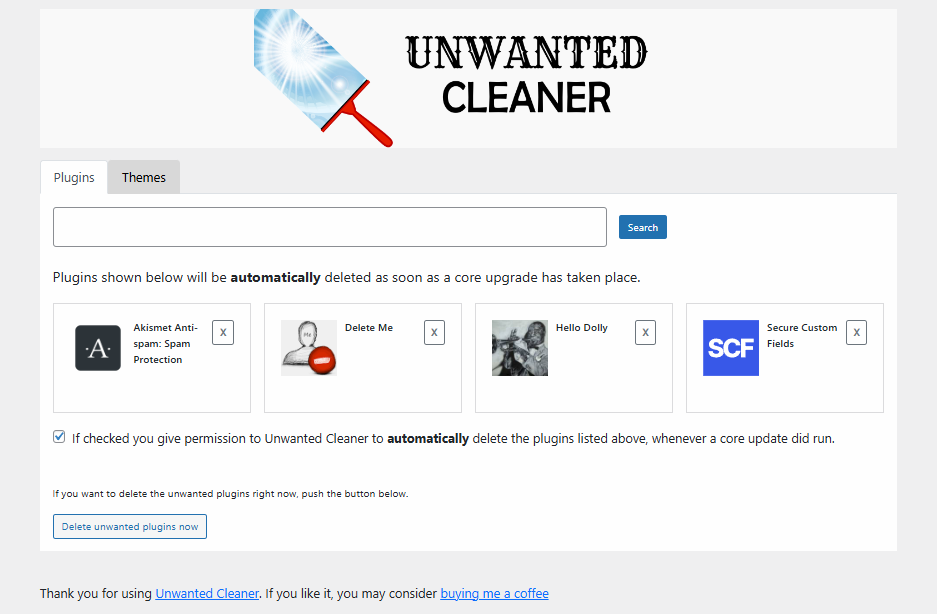 UNWANTED
CLEANER
Plugins
Themes
Search
Plugins shown below will be automatically deleted as soon as a core upgrade has taken place.
·A·
Akismet Anti-
spam: Spam
Protection
X
Me
Delete Me
X
Hello Dolly
X
SCF
Secure Custom
Fields
X
If checked you give permission to Unwanted Cleaner to automatically delete the plugins listed above, whenever a core update did run.
If you want to delete the unwanted plugins right now, push the button below.
Delete unwanted plugins now
Thank you for using Unwanted Cleaner. If you like it, you may consider buying me a coffee